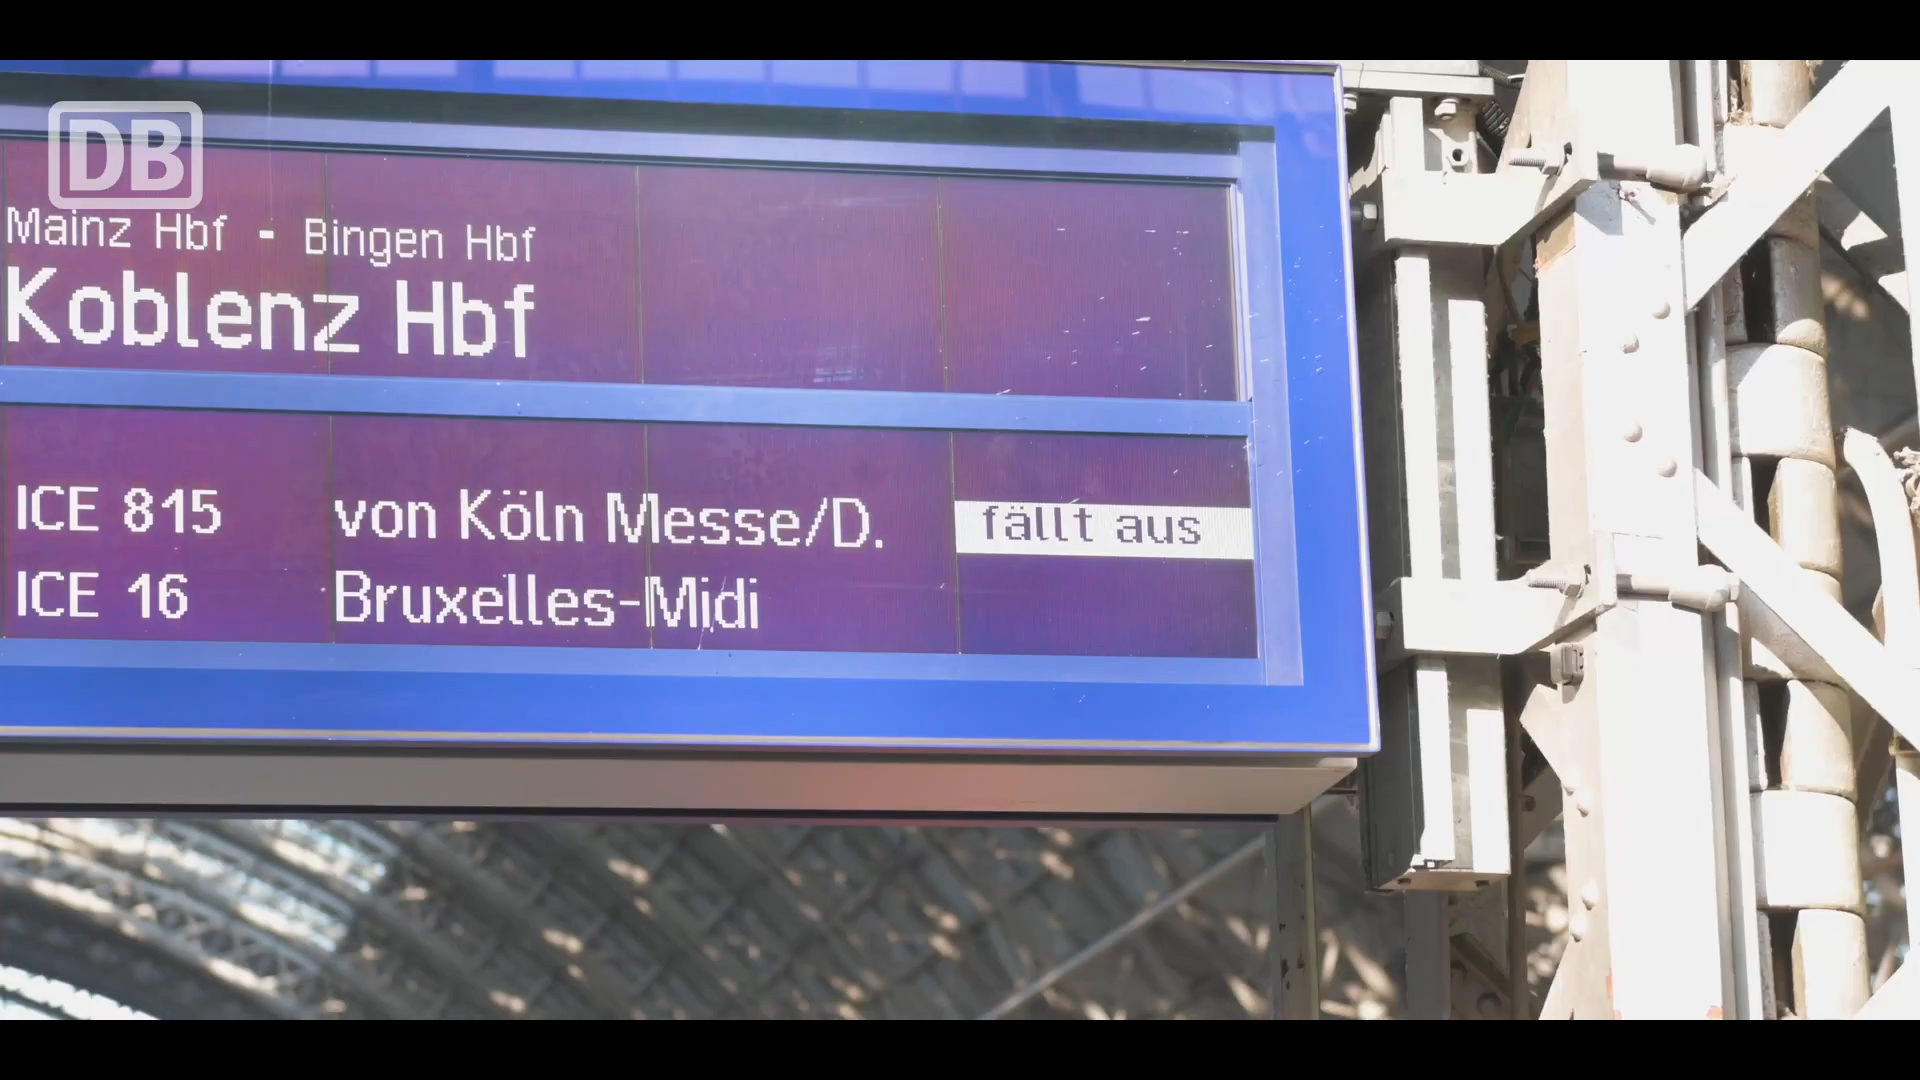 DB
Mainz Hbf - Bingen Hbf
Koblenz Hbf
ICE 815 von Köln Messe/D. fällt aus
ICE 16 Bruxelles-Midi